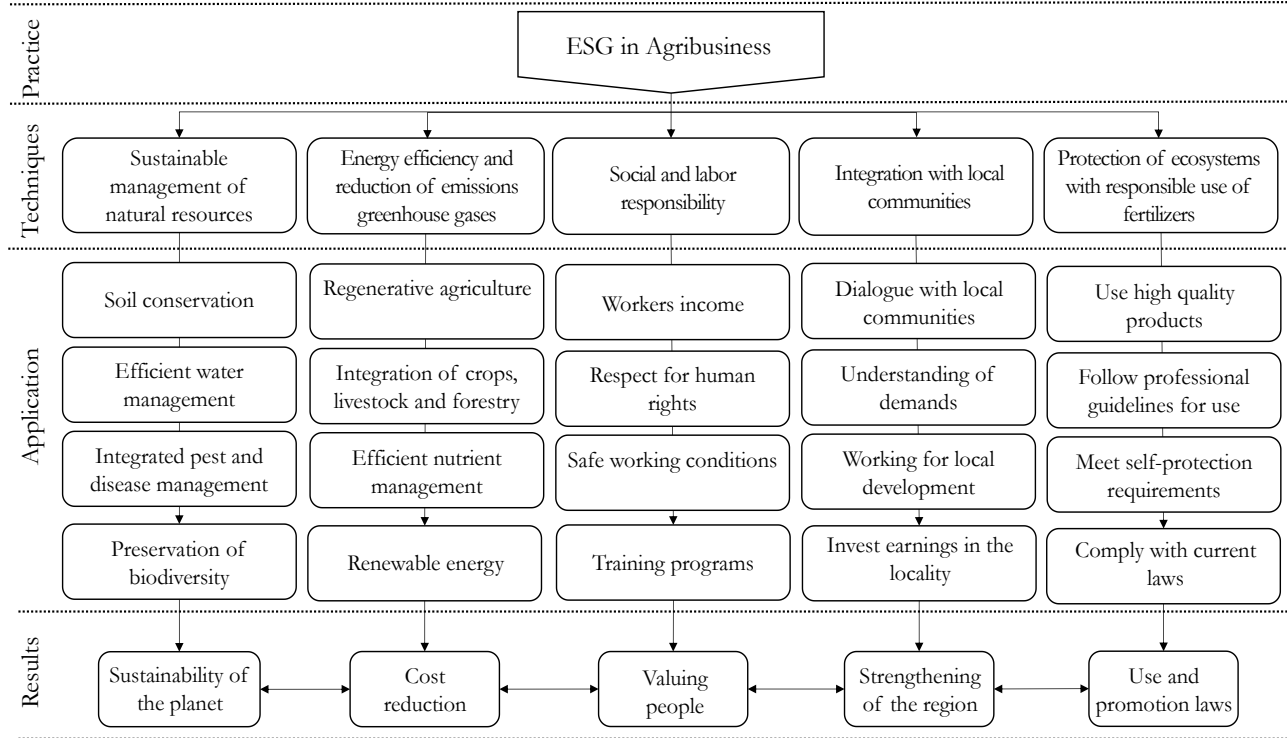 Practice
ESG in Agribusiness
Techniques
Sustainable
management of
natural resources
Energy efficiency and
reduction of emissions
greenhouse gases
Social and labor
responsibility
Integration with local
communities
Protection of ecosystems
with responsible use of
fertilizers
Application
Soil conservation
Regenerative agriculture
Workers income
Dialogue with local
communities
Use high quality
products
Efficient water
management
Integration of crops,
livestock and forestry
Respect for human
rights
Understanding of
demands
Follow professional
guidelines for use
Integrated pest and
disease management
Efficient nutrient
management
Safe working conditions
Working for local
development
Meet self-protection
requirements
Preservation of
biodiversity
Renewable energy
Training programs
Invest earnings in the
locality
Comply with current
laws
Results
Sustainability of
the planet
Cost
reduction
Valuing
people
Strengthening
of the region
Use and
promotion laws